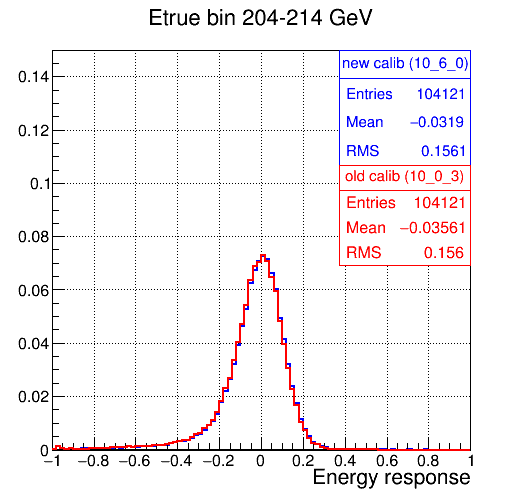 Etrue bin 204-214 GeV
new calib (10_6_0)
Entries 104121
Mean −0.0319
RMS 0.1561
old calib (10_0_3)
Entries 104121
Mean −0.03561
RMS 0.156
0.14
0.12
0.1
0.08
0.06
0.04
0.02
0
−1 −0.8 −0.6 −0.4 −0.2 0 0.2 0.4 0.6 0.8 1
Energy response